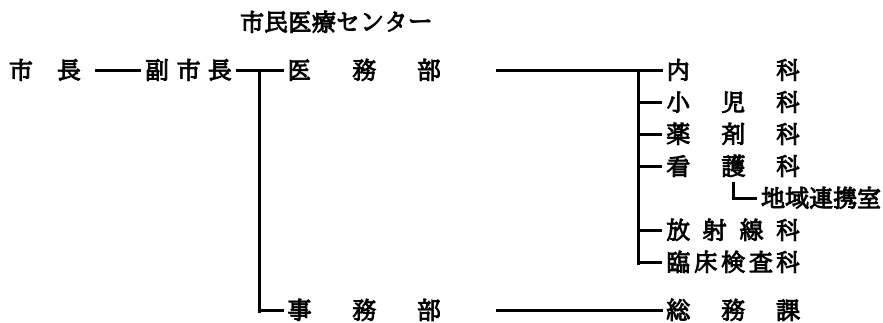 市民医療センター
市長 副市長 医務部 内科
小児科
薬剤科
看護科
地域連携室
放射線科
臨床検査科
事務部 総務課